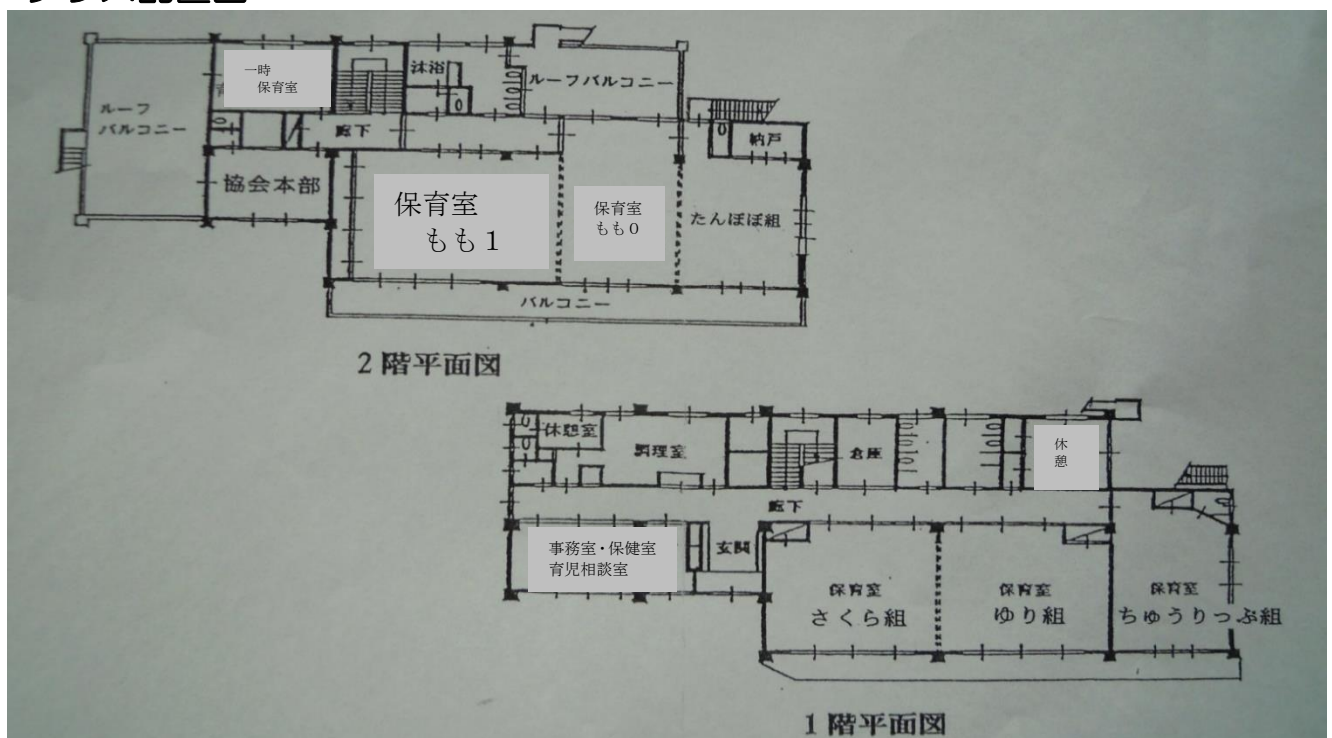 一時
保育室
沐浴
ルーフバルコニー
ルーフ
バルコニー
廊下
納戸
協会本部
保育室
もも1
保育室
もも0
たんぽぽ組
バルコニー
2階平面図
休憩室
調理室
倉庫
休
憩
廊下
事務室・保健室
育児相談室
玄関
保育室
さくら組
保育室
ゆり組
保育室
ちゅうりっぷ組
1階平面図